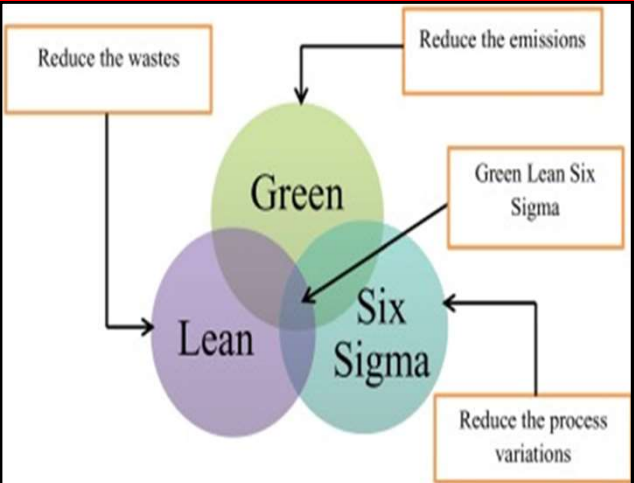 Reduce the emissions
Reduce the wastes
Green
Green Lean Six
Sigma
Lean
Six
Sigma
Reduce the process
variations